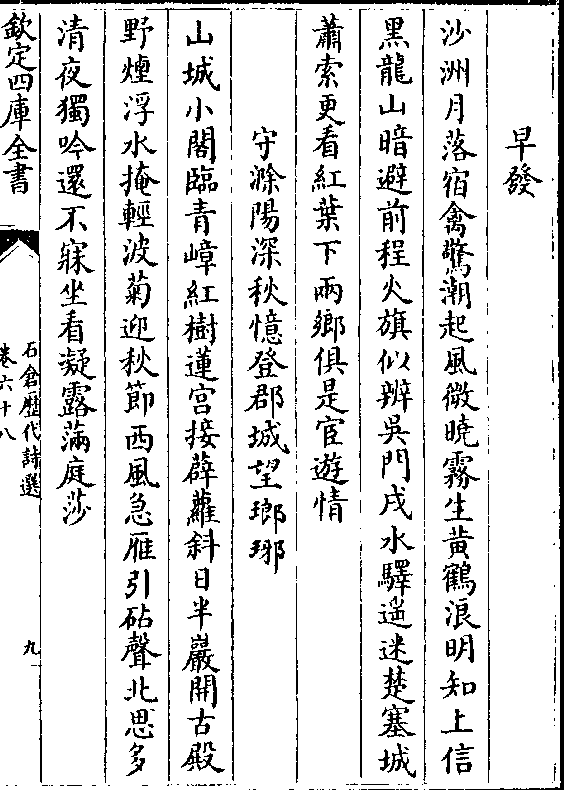 早發
沙洲月落宿禽驚潮起風微曉霧生黃鶴浪明知上信
黑龍山暗避前程火旗似辨吳門戍水驛遥迷楚塞城
蕭索更看紅葉下兩鄉俱是宦遊情
守滁陽深秋憶登郡城望瑯琊
山城小閣臨青嶂紅樹蓮宮接薜蘿斜日半巖開古殿
野煙浮水掩輕波菊迎秋節西風急雁引砧聲北思多
清夜獨吟還不寐坐看凝露滿庭莎
欽定四庫全書
石倉歷代詩選
卷六十八
九